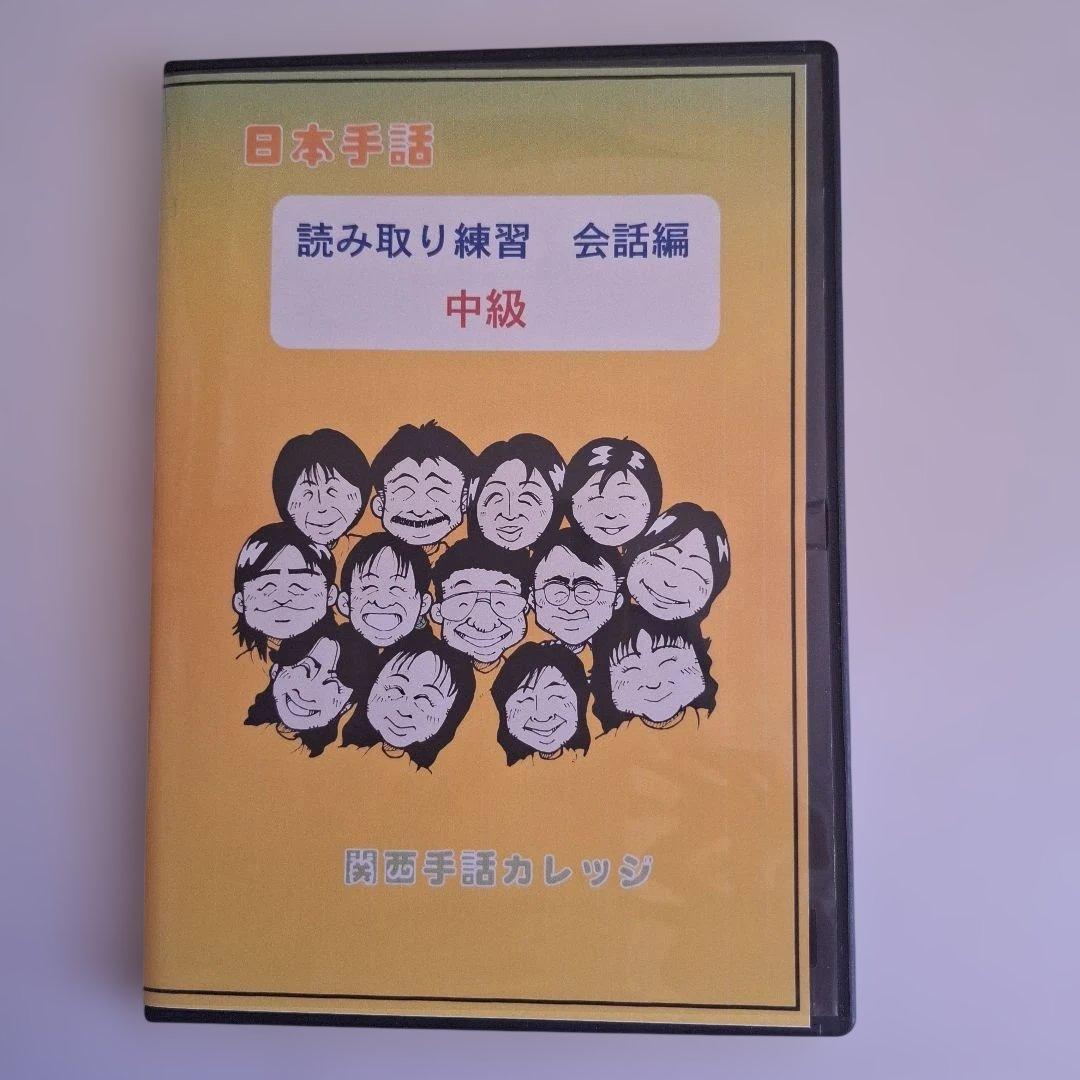 日本手話
読み取り練習　会話編
中級
関西手話カレッジ